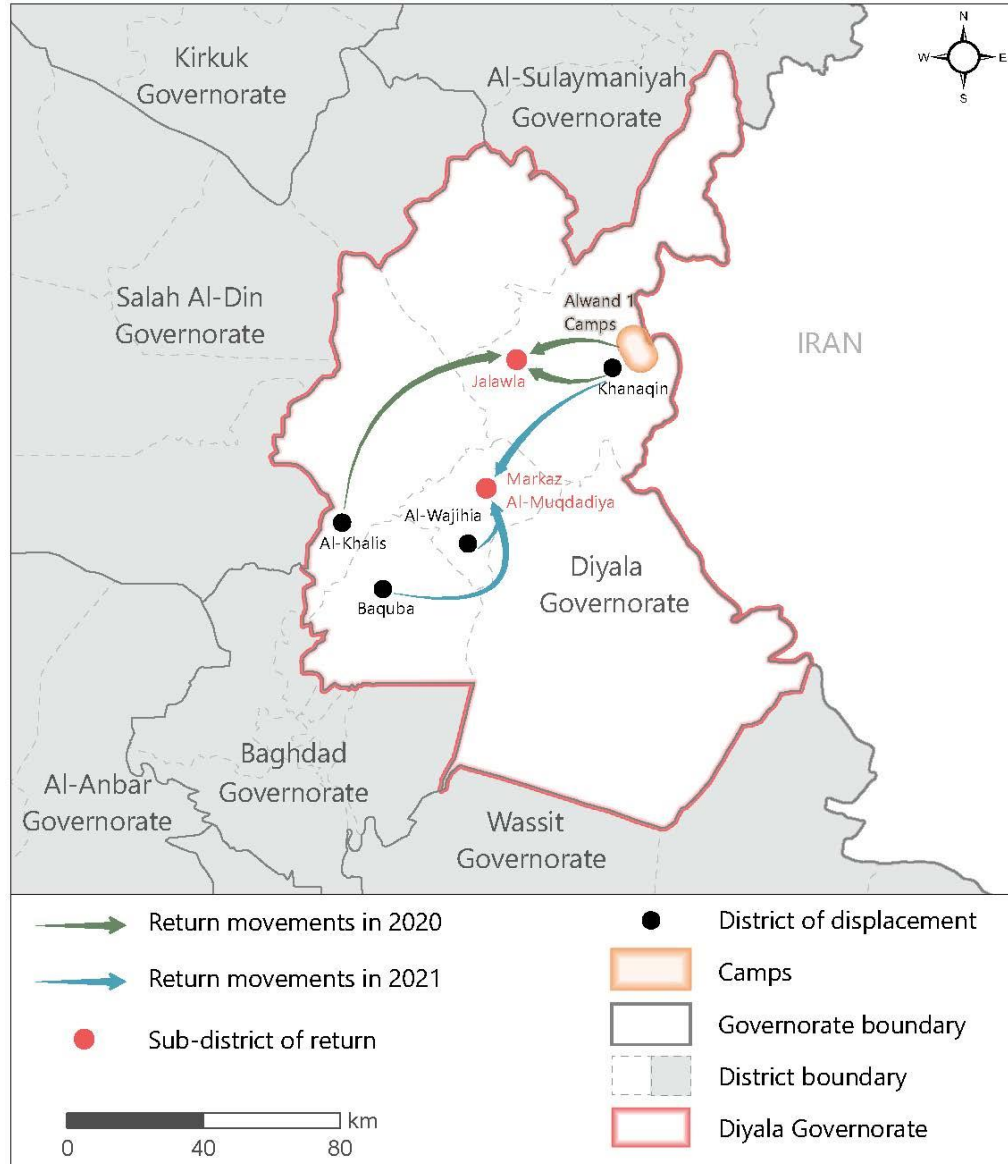 N
W
E
S
Kirkuk
Governorate
Al-Sulaymaniyah
Governorate
Salah Al-Din
Governorate
Alwand 1
Camps
IRAN
Jalawla
Khanaqin
Markaz
Al-Muqdadiya
Al-Wajihia
Al-Khalis
Diyala
Governorate
Baquba
Baghdad
Governorate
Al-Anbar
Governorate
Wassit
Governorate
Return movements in 2020
Return movements in 2021
Sub-district of return
km
0 40 80
District of displacement
Camps
Governorate boundary
District boundary
Diyala Governorate